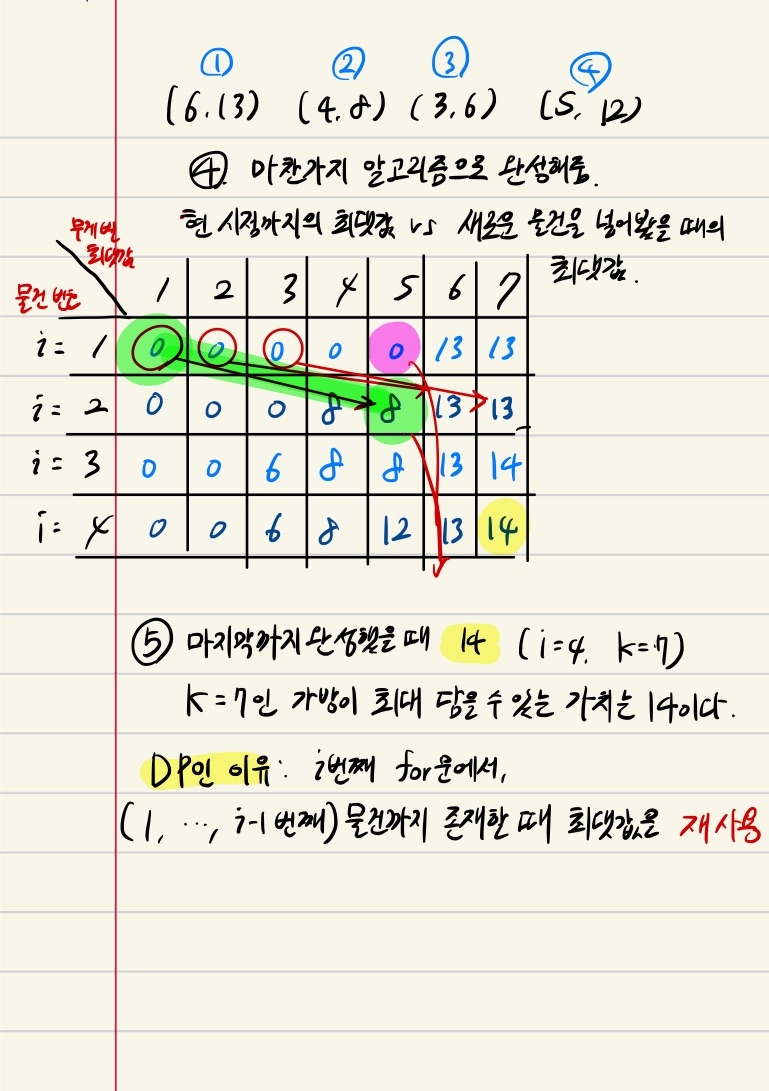 ① ② ③ ④
(6,13) (4,8) (3,6) (5, 12)
④. 마찬가지 알고리즘으로 완성해줌.
현 시점까지의 최댓값 vs 새로운 물건을 넣어봤을 때의
최댓값.
무게별
최댓값
물건 번호
1 2 3 4 5 6 7
i = 1 0 0 0 0 0 13 13
i = 2 0 0 0 8 8 13 13
i = 3 0 0 6 8 8 13 14
i = 4 0 0 6 8 12 13 14
⑤ 마지막까지 완성했을 때 14 (i=4, k=7)
K=7인 가방이 최대 담을 수 있는 가치는 14이다.
DP인 이유: i번째 for문에서,
(1, ..., i-1 번째) 물건까지 존재할 때 최댓값을 재사용